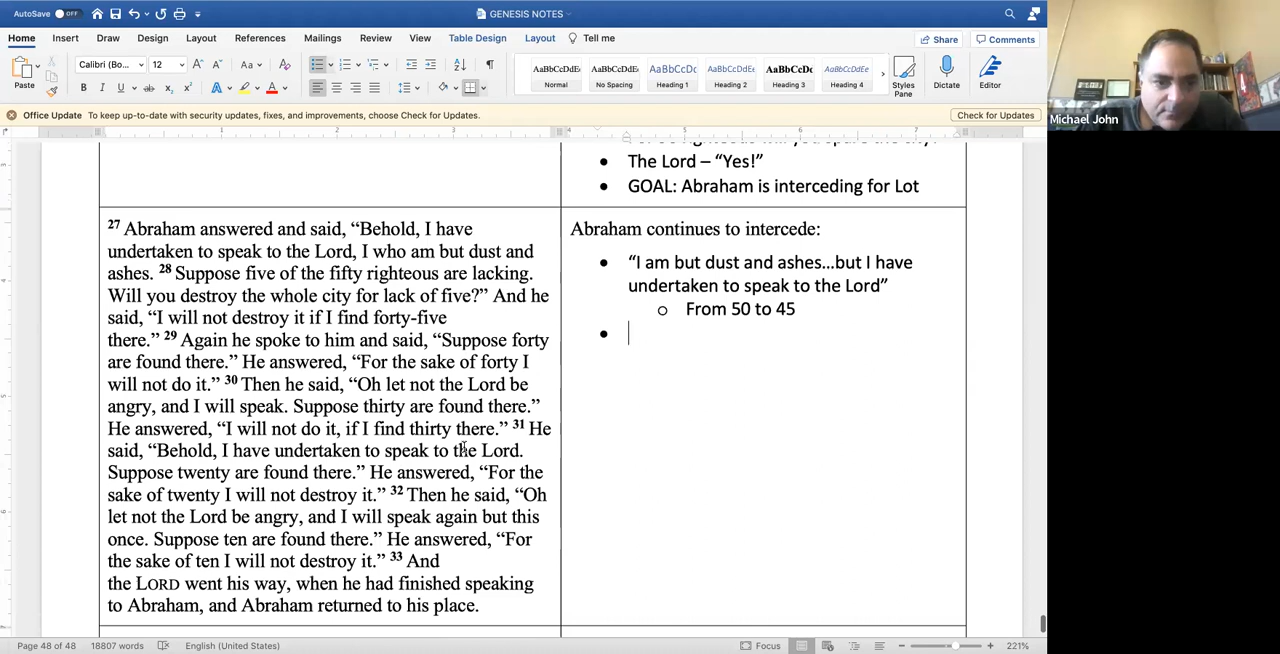 AutoSave OFF GENESIS NOTES
Home Insert Draw Design Layout References Mailings Review View Table Design Layout Tell me Share Comments
Calibri (Bo... 12 Aa
Paste
B I U ab x x A A
AaBbCcDdEe AaBbCcDdEe AaBbCcDc AaBbCcDdEe AaBbCcDc AaBbCcDdEe
Normal No Spacing Heading 1 Heading 2 Heading 3 Heading 4 Styles Pane Dictate Editor
Office Update To keep up-to-date with security updates, fixes, and improvements, choose Check for Updates. Check for Updates
Michael John
The Lord – “Yes!”
GOAL: Abraham is interceding for Lot
27 Abraham answered and said, “Behold, I have
undertaken to speak to the Lord, I who am but dust and
ashes. 28 Suppose five of the fifty righteous are lacking.
Will you destroy the whole city for lack of five?” And he
said, “I will not destroy it if I find forty-five
there.” 29 Again he spoke to him and said, “Suppose forty
are found there.” He answered, “For the sake of forty I
will not do it.” 30 Then he said, “Oh let not the Lord be
angry, and I will speak. Suppose thirty are found there.”
He answered, “I will not do it, if I find thirty there.” 31 He
said, “Behold, I have undertaken to speak to the Lord.
Suppose twenty are found there.” He answered, “For the
sake of twenty I will not destroy it.” 32 Then he said, “Oh
let not the Lord be angry, and I will speak again but this
once. Suppose ten are found there.” He answered, “For
the sake of ten I will not destroy it.” 33 And
the LORD went his way, when he had finished speaking
to Abraham, and Abraham returned to his place.
Abraham continues to intercede:
“I am but dust and ashes...but I have
undertaken to speak to the Lord”
From 50 to 45
Page 48 of 48 18807 words English (United States) Focus 221%